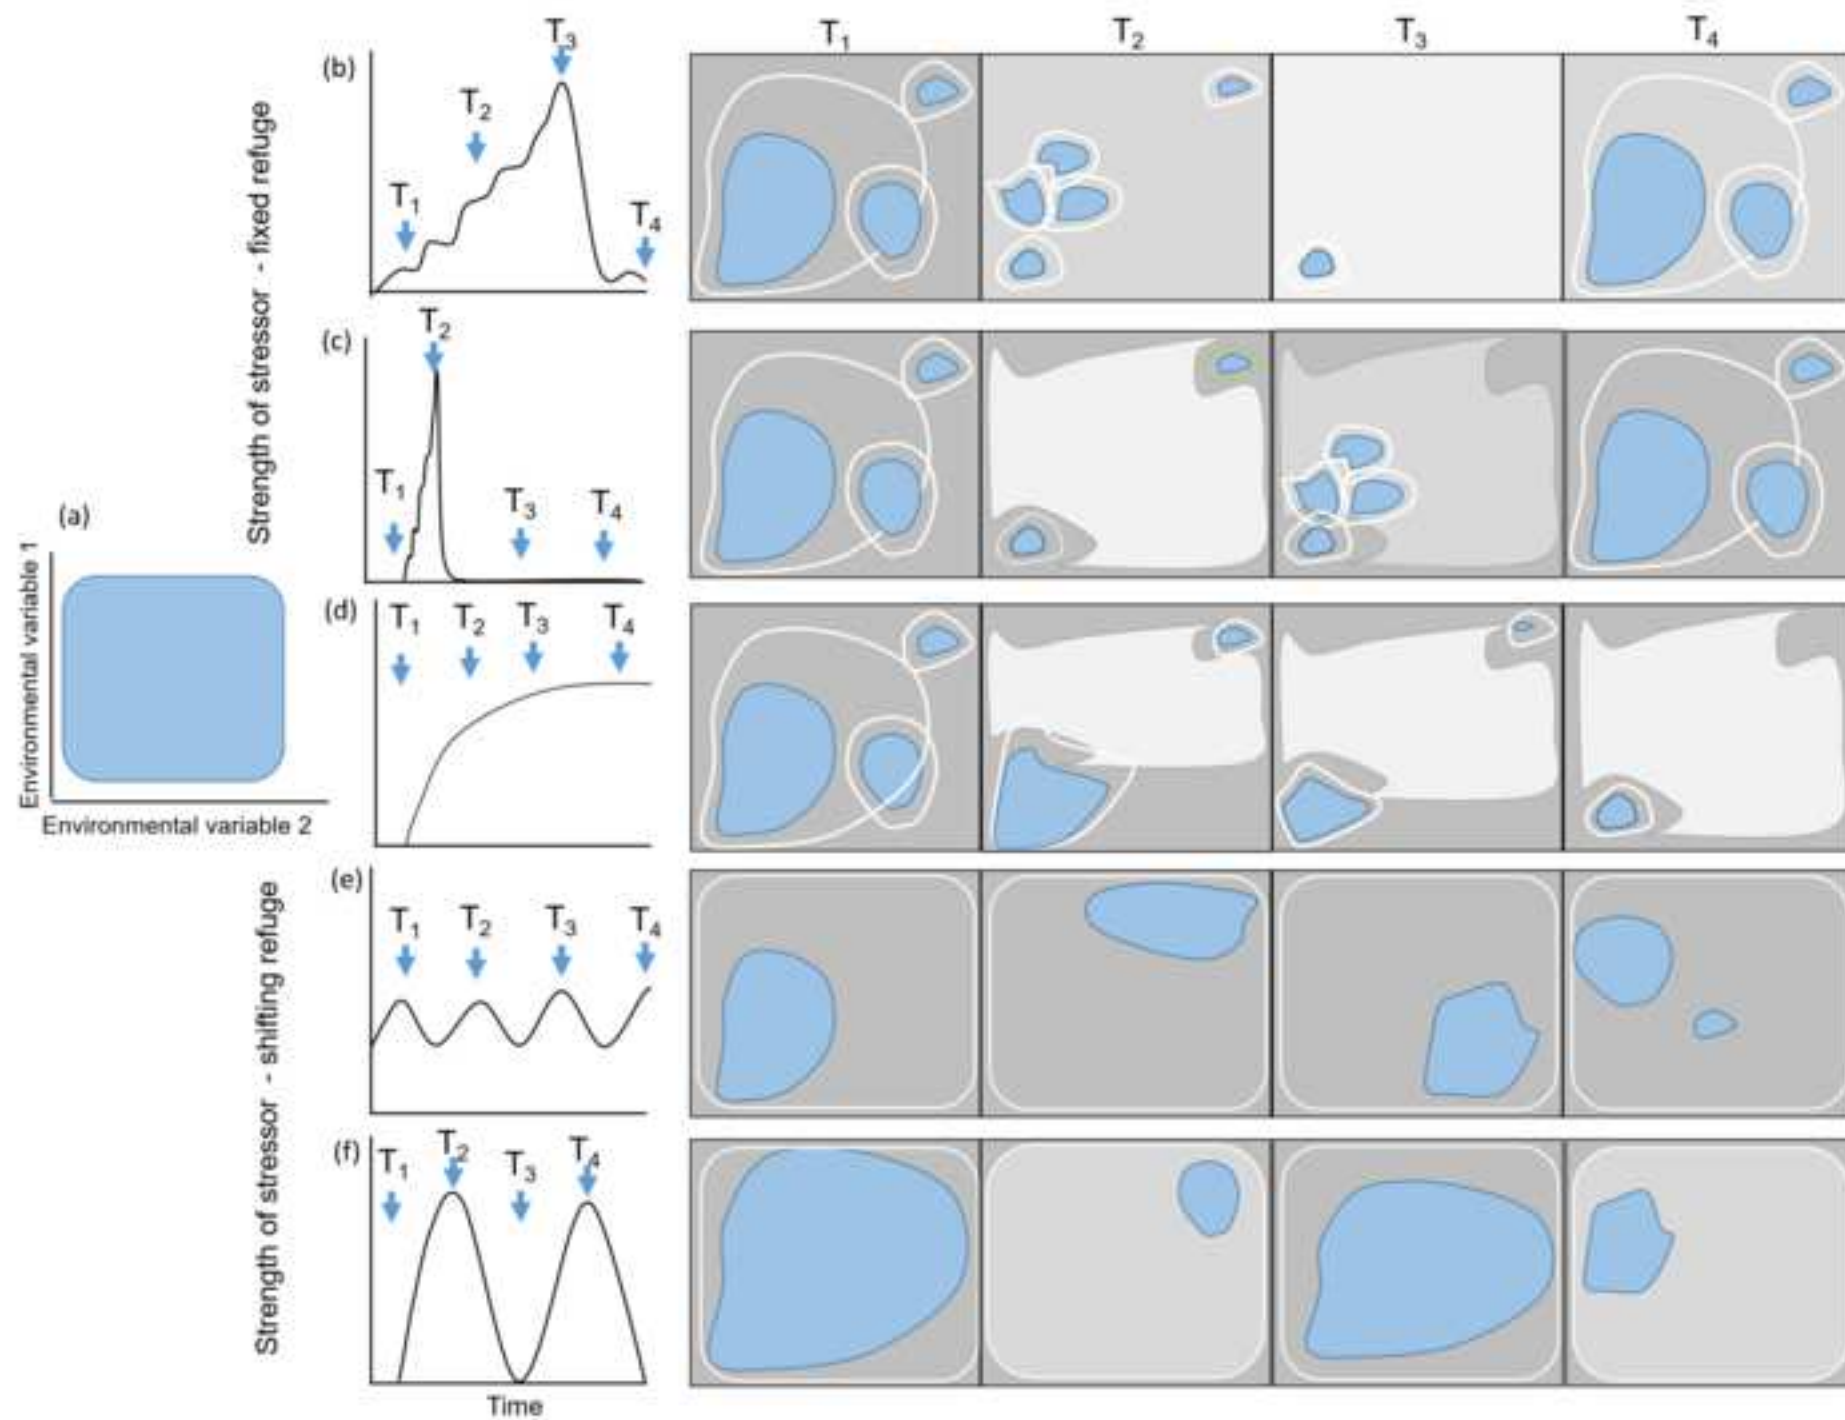 T1
T2
T3
T4
(b)
T1
T2
T3
T4
Strength of stressor - fixed refuge
(c)
T1
T2
T3
T4
(a)
Environmental variable 1
Environmental variable 2
(d)
T1
T2
T3
T4
Strength of stressor - shifting refuge
(e)
T1
T2
T3
T4
(f)
T1
T2
T3
T4
Time